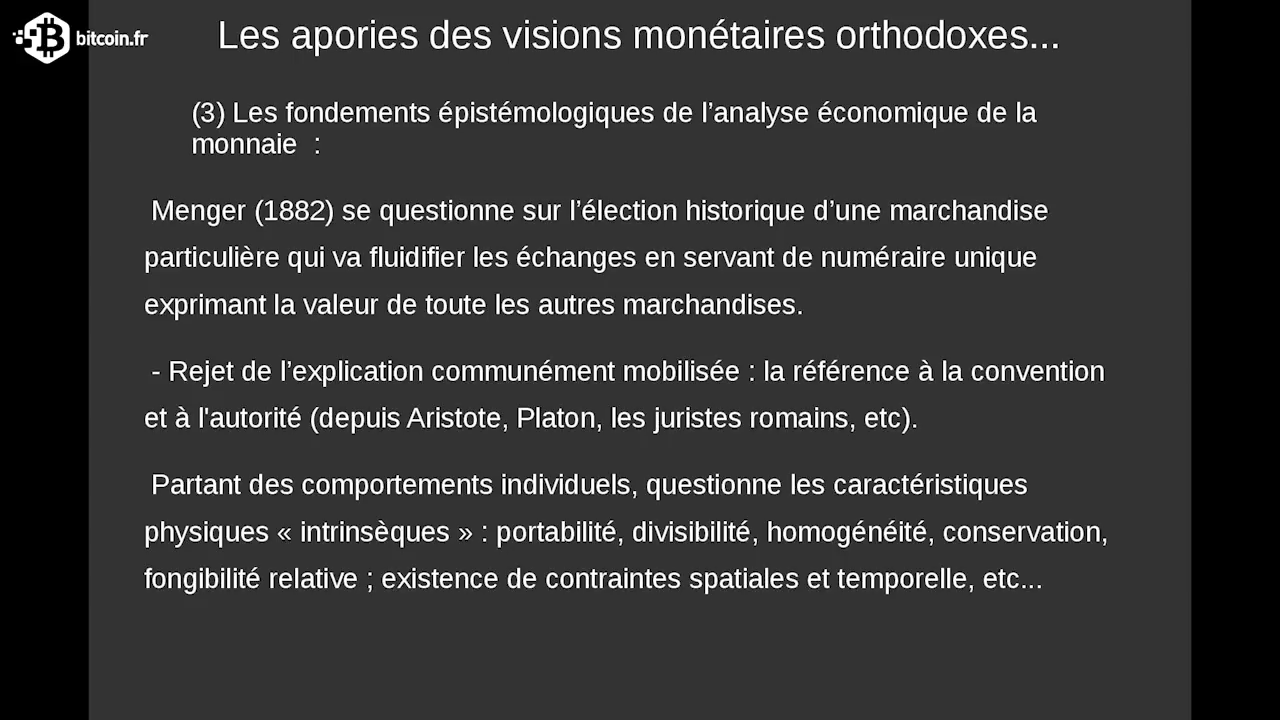 bitcoin.fr
Les apories des visions monétaires orthodoxes...
(3) Les fondements épistémologiques de l’analyse économique de la
monnaie :
Menger (1882) se questionne sur l’élection historique d’une marchandise
particulière qui va fluidifier les échanges en servant de numéraire unique
exprimant la valeur de toute les autres marchandises.
- Rejet de l’explication communément mobilisée : la référence à la convention
et à l'autorité (depuis Aristote, Platon, les juristes romains, etc).
Partant des comportements individuels, questionne les caractéristiques
physiques « intrinsèques » : portabilité, divisibilité, homogénéité, conservation,
fongibilité relative ; existence de contraintes spatiales et temporelle, etc...